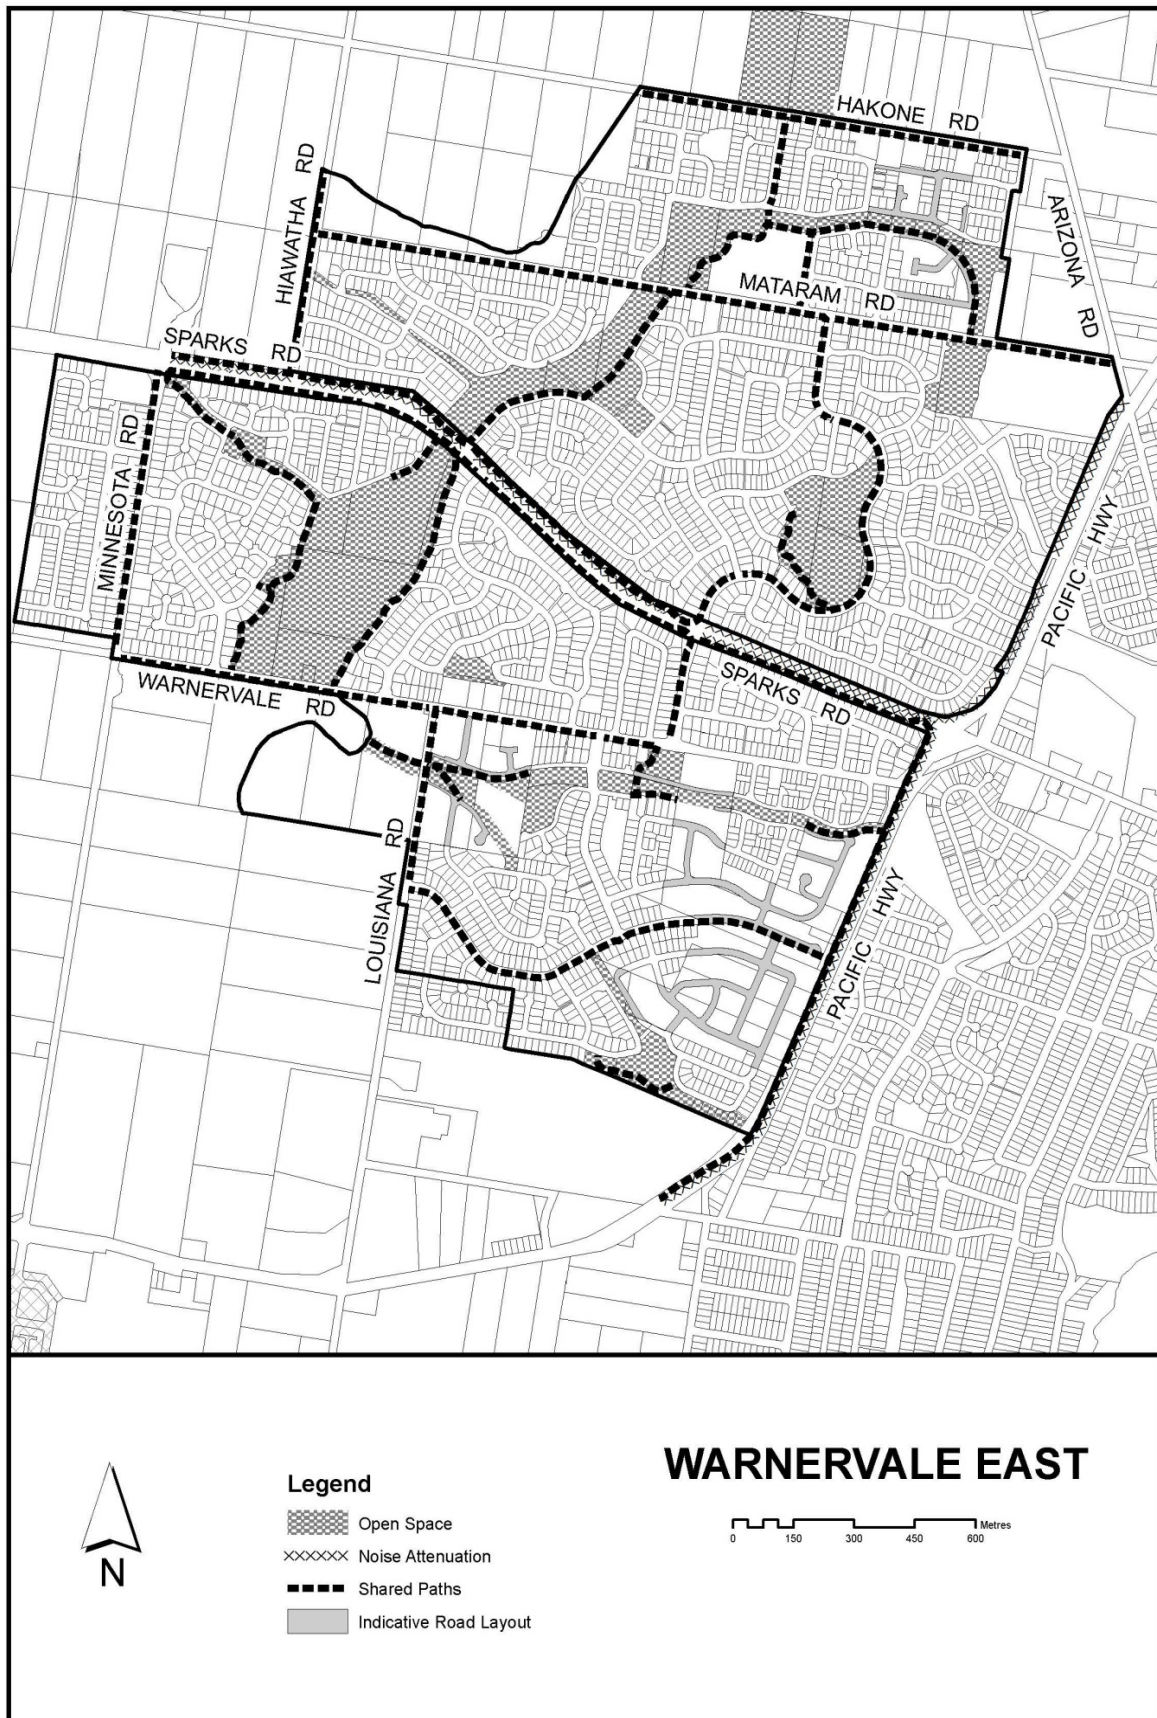 HAKONE RD
HIAWATHA RD
ARIZONA RD
MATARAM RD
SPARKS RD
MINNESOTA RD
PACIFIC HWY
SPARKS RD
WARNERVALE RD
LOUISIANA RD
PACIFIC HWY
WARNERVALE EAST
Legend
Open Space
Noise Attenuation
Shared Paths
Indicative Road Layout
N
Metres
0 150 300 450 600